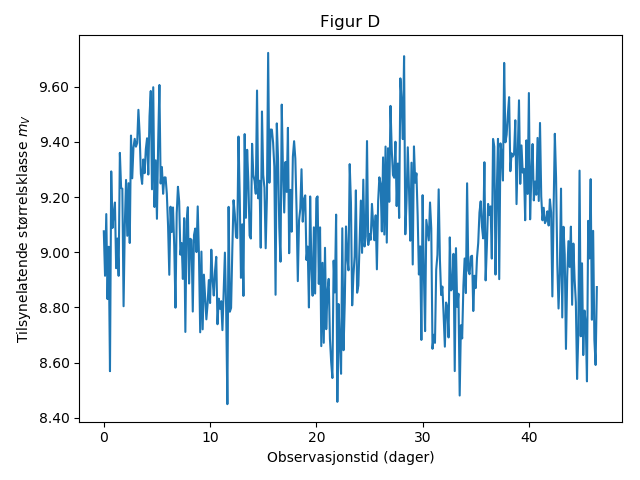 Figur D
Tilsynelatende størrelsklasse $m_V$
9.60
9.40
9.20
9.00
8.80
8.60
8.40
0 10 20 30 40
Observasjonstid (dager)